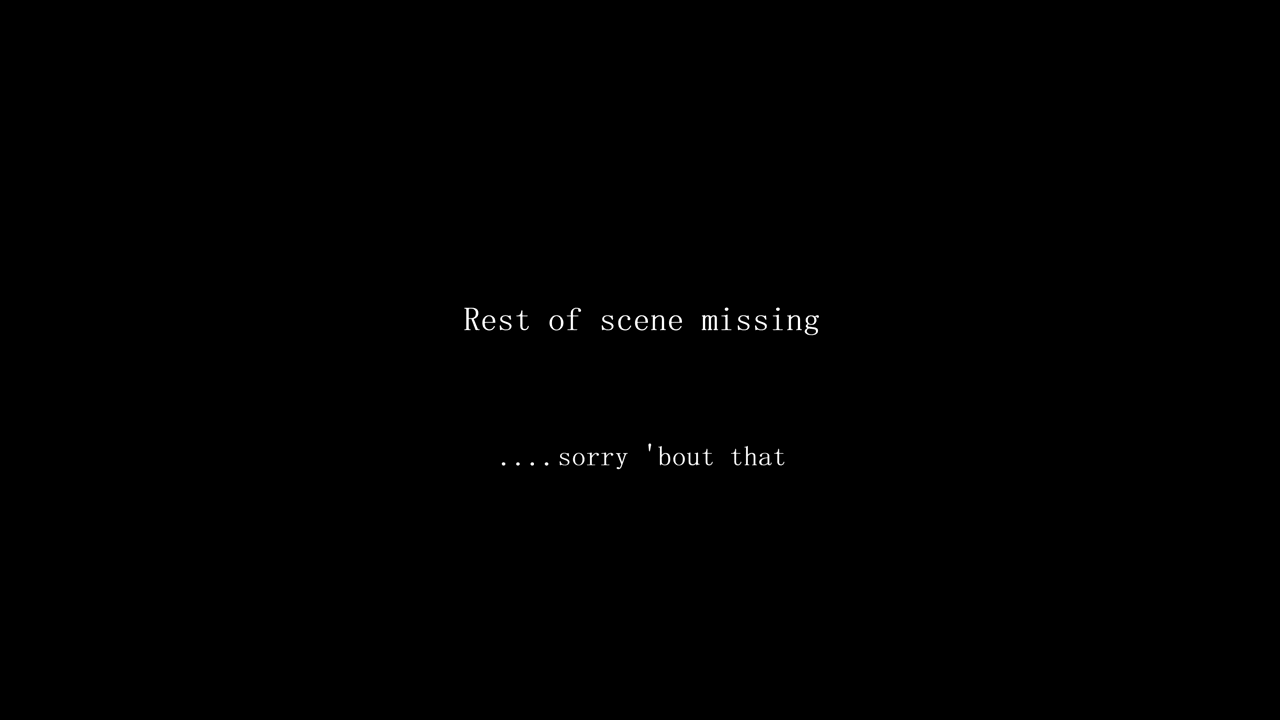 Rest of scene missing
....sorry 'bout that